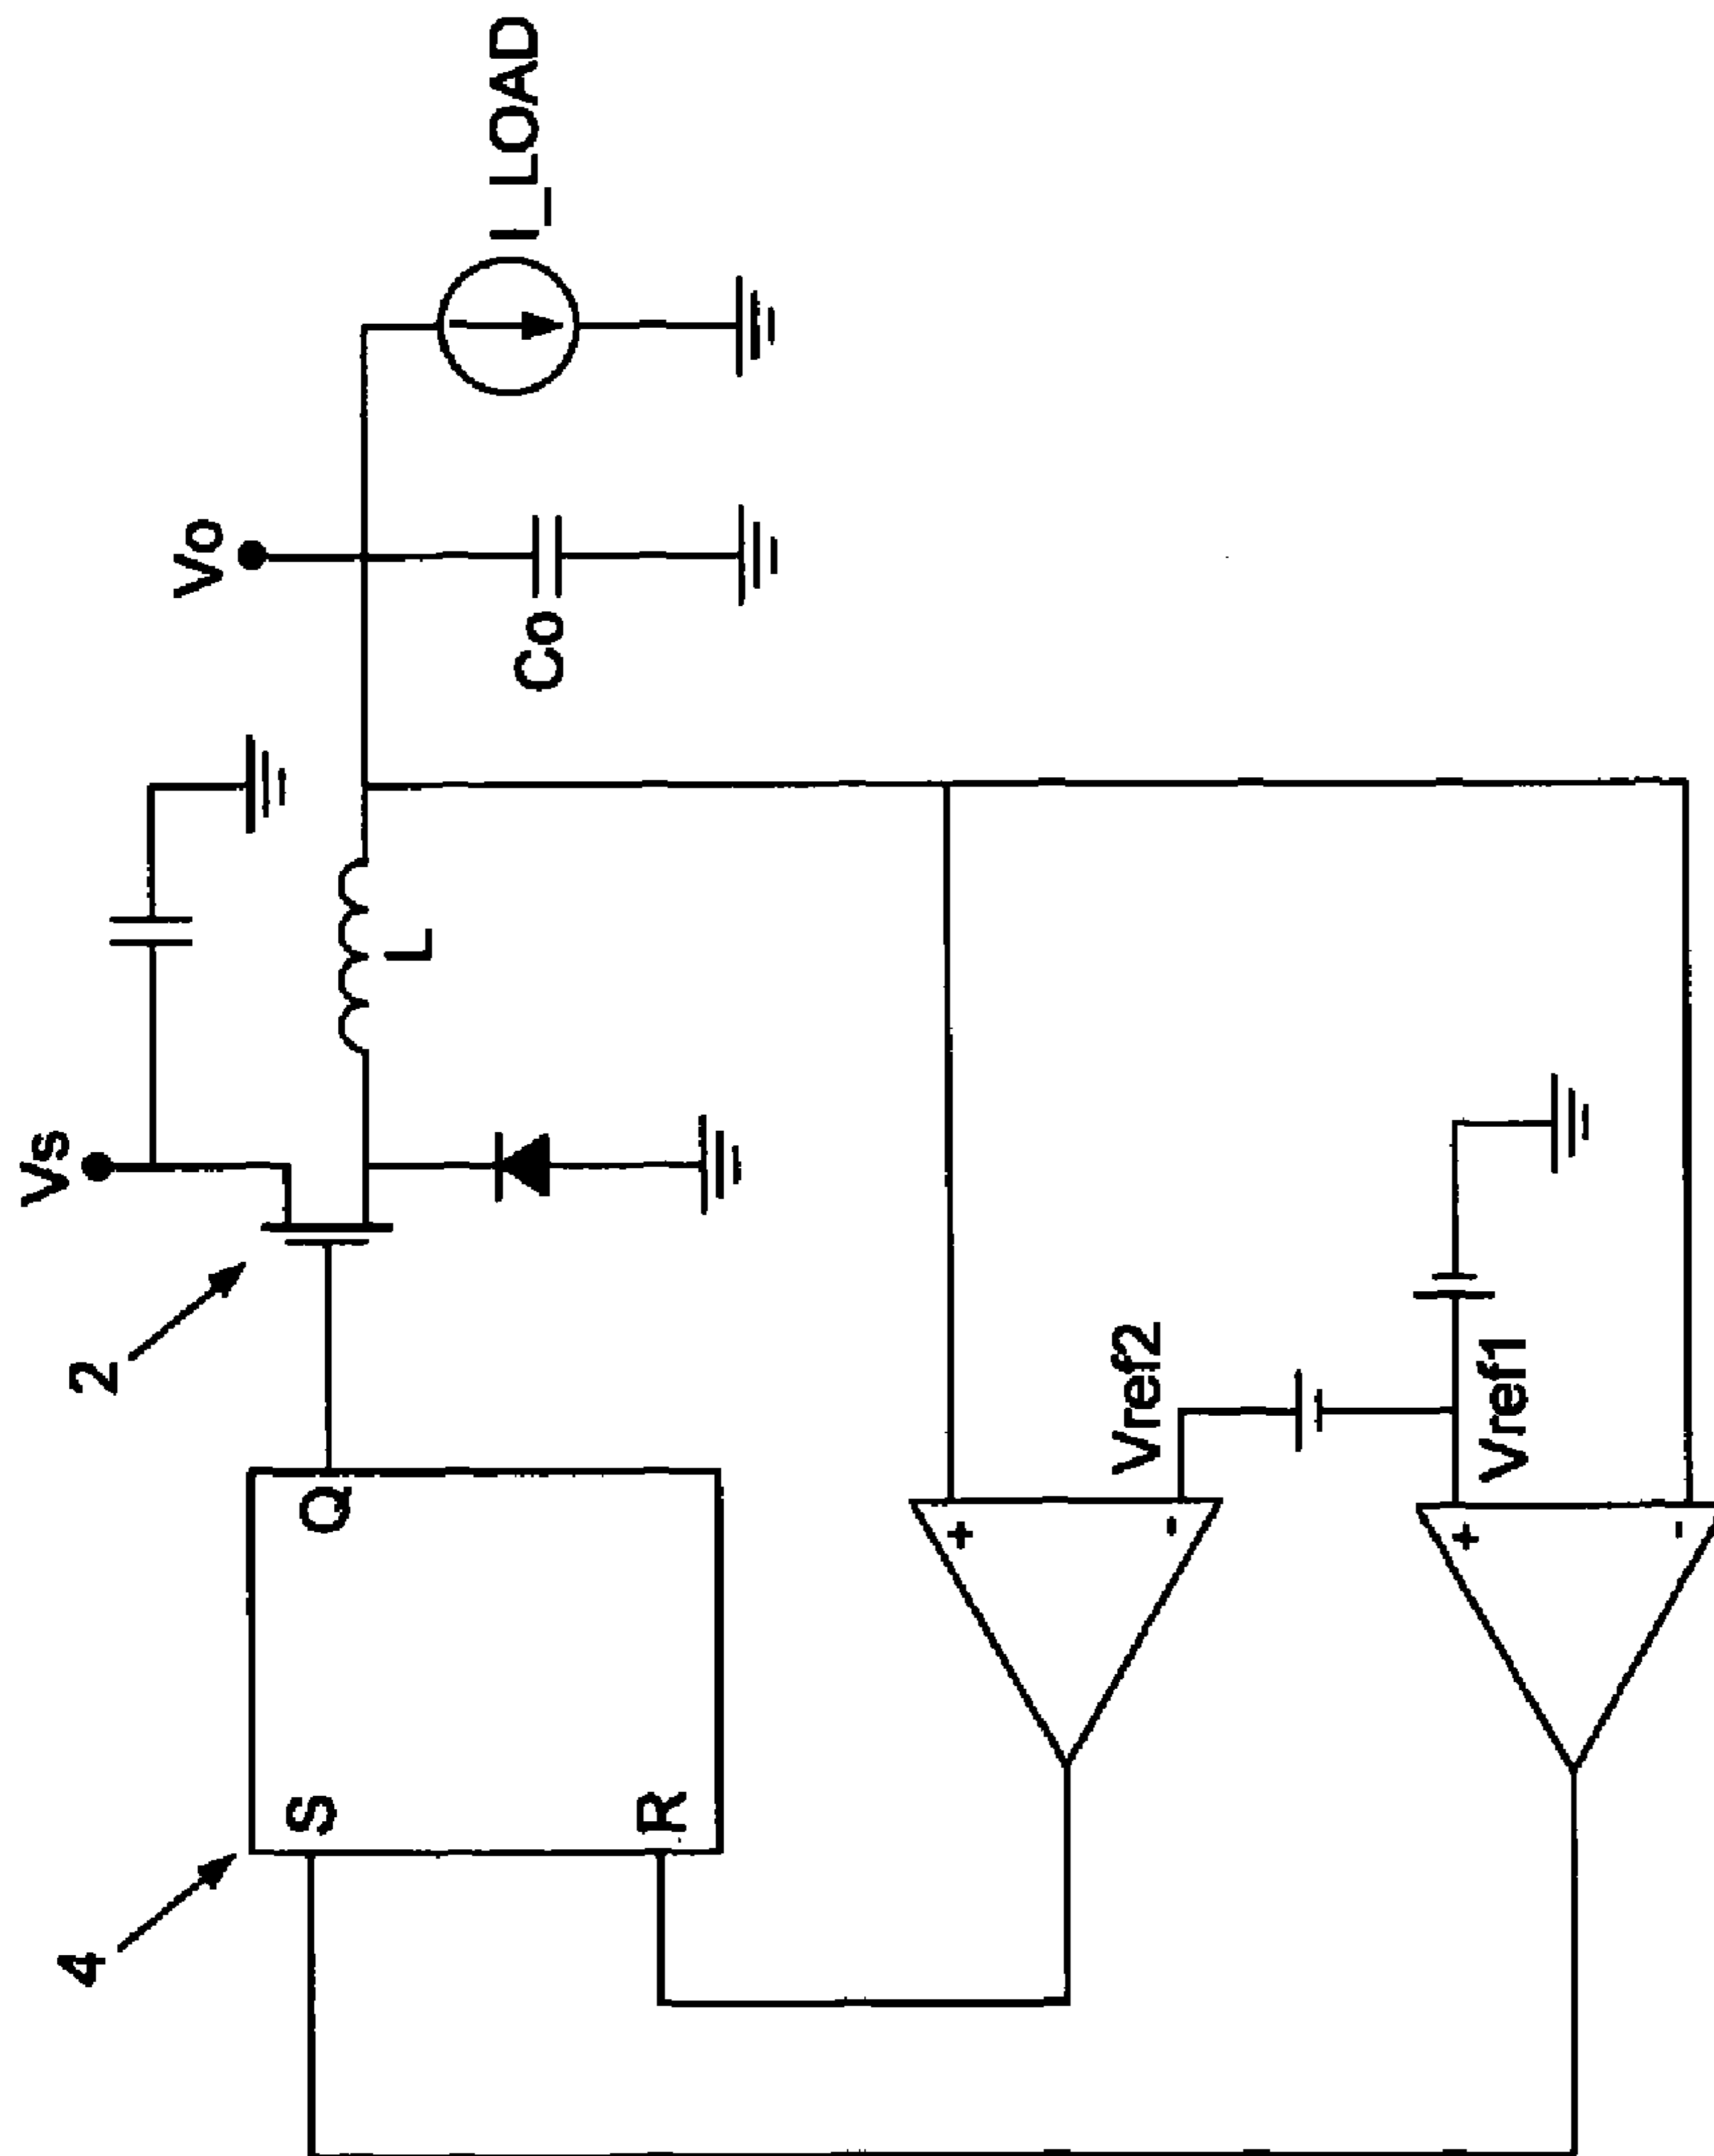 Vs
Vo
2
4
S
Q
R
L
Co
I_LOAD
+
-
Vref2
+
-
Vref1